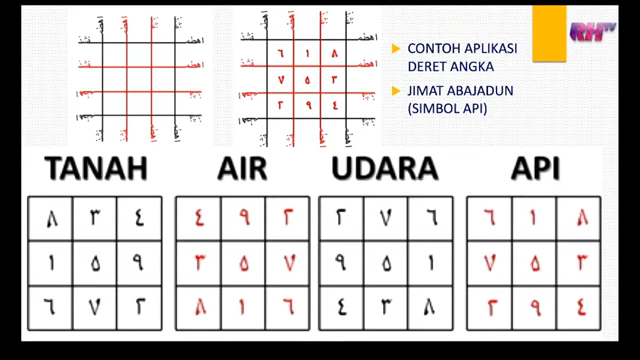 RHTV
CONTOH APLIKASI
DERET ANGKA
JIMAT ABAJADUN
(SIMBOL API)
٦ ١ ٨
٧ ٥ ٣
٢ ٩ ٤
TANAH
٨ ٣ ٤
١ ٥ ٩
٦ ٧ ٢
AIR
٤ ٩ ٢
٣ ٥ ٧
٨ ١ ٦
UDARA
٢ ٧ ٦
٩ ٥ ١
٤ ٣ ٨
API
٦ ١ ٨
٧ ٥ ٣
٢ ٩ ٤